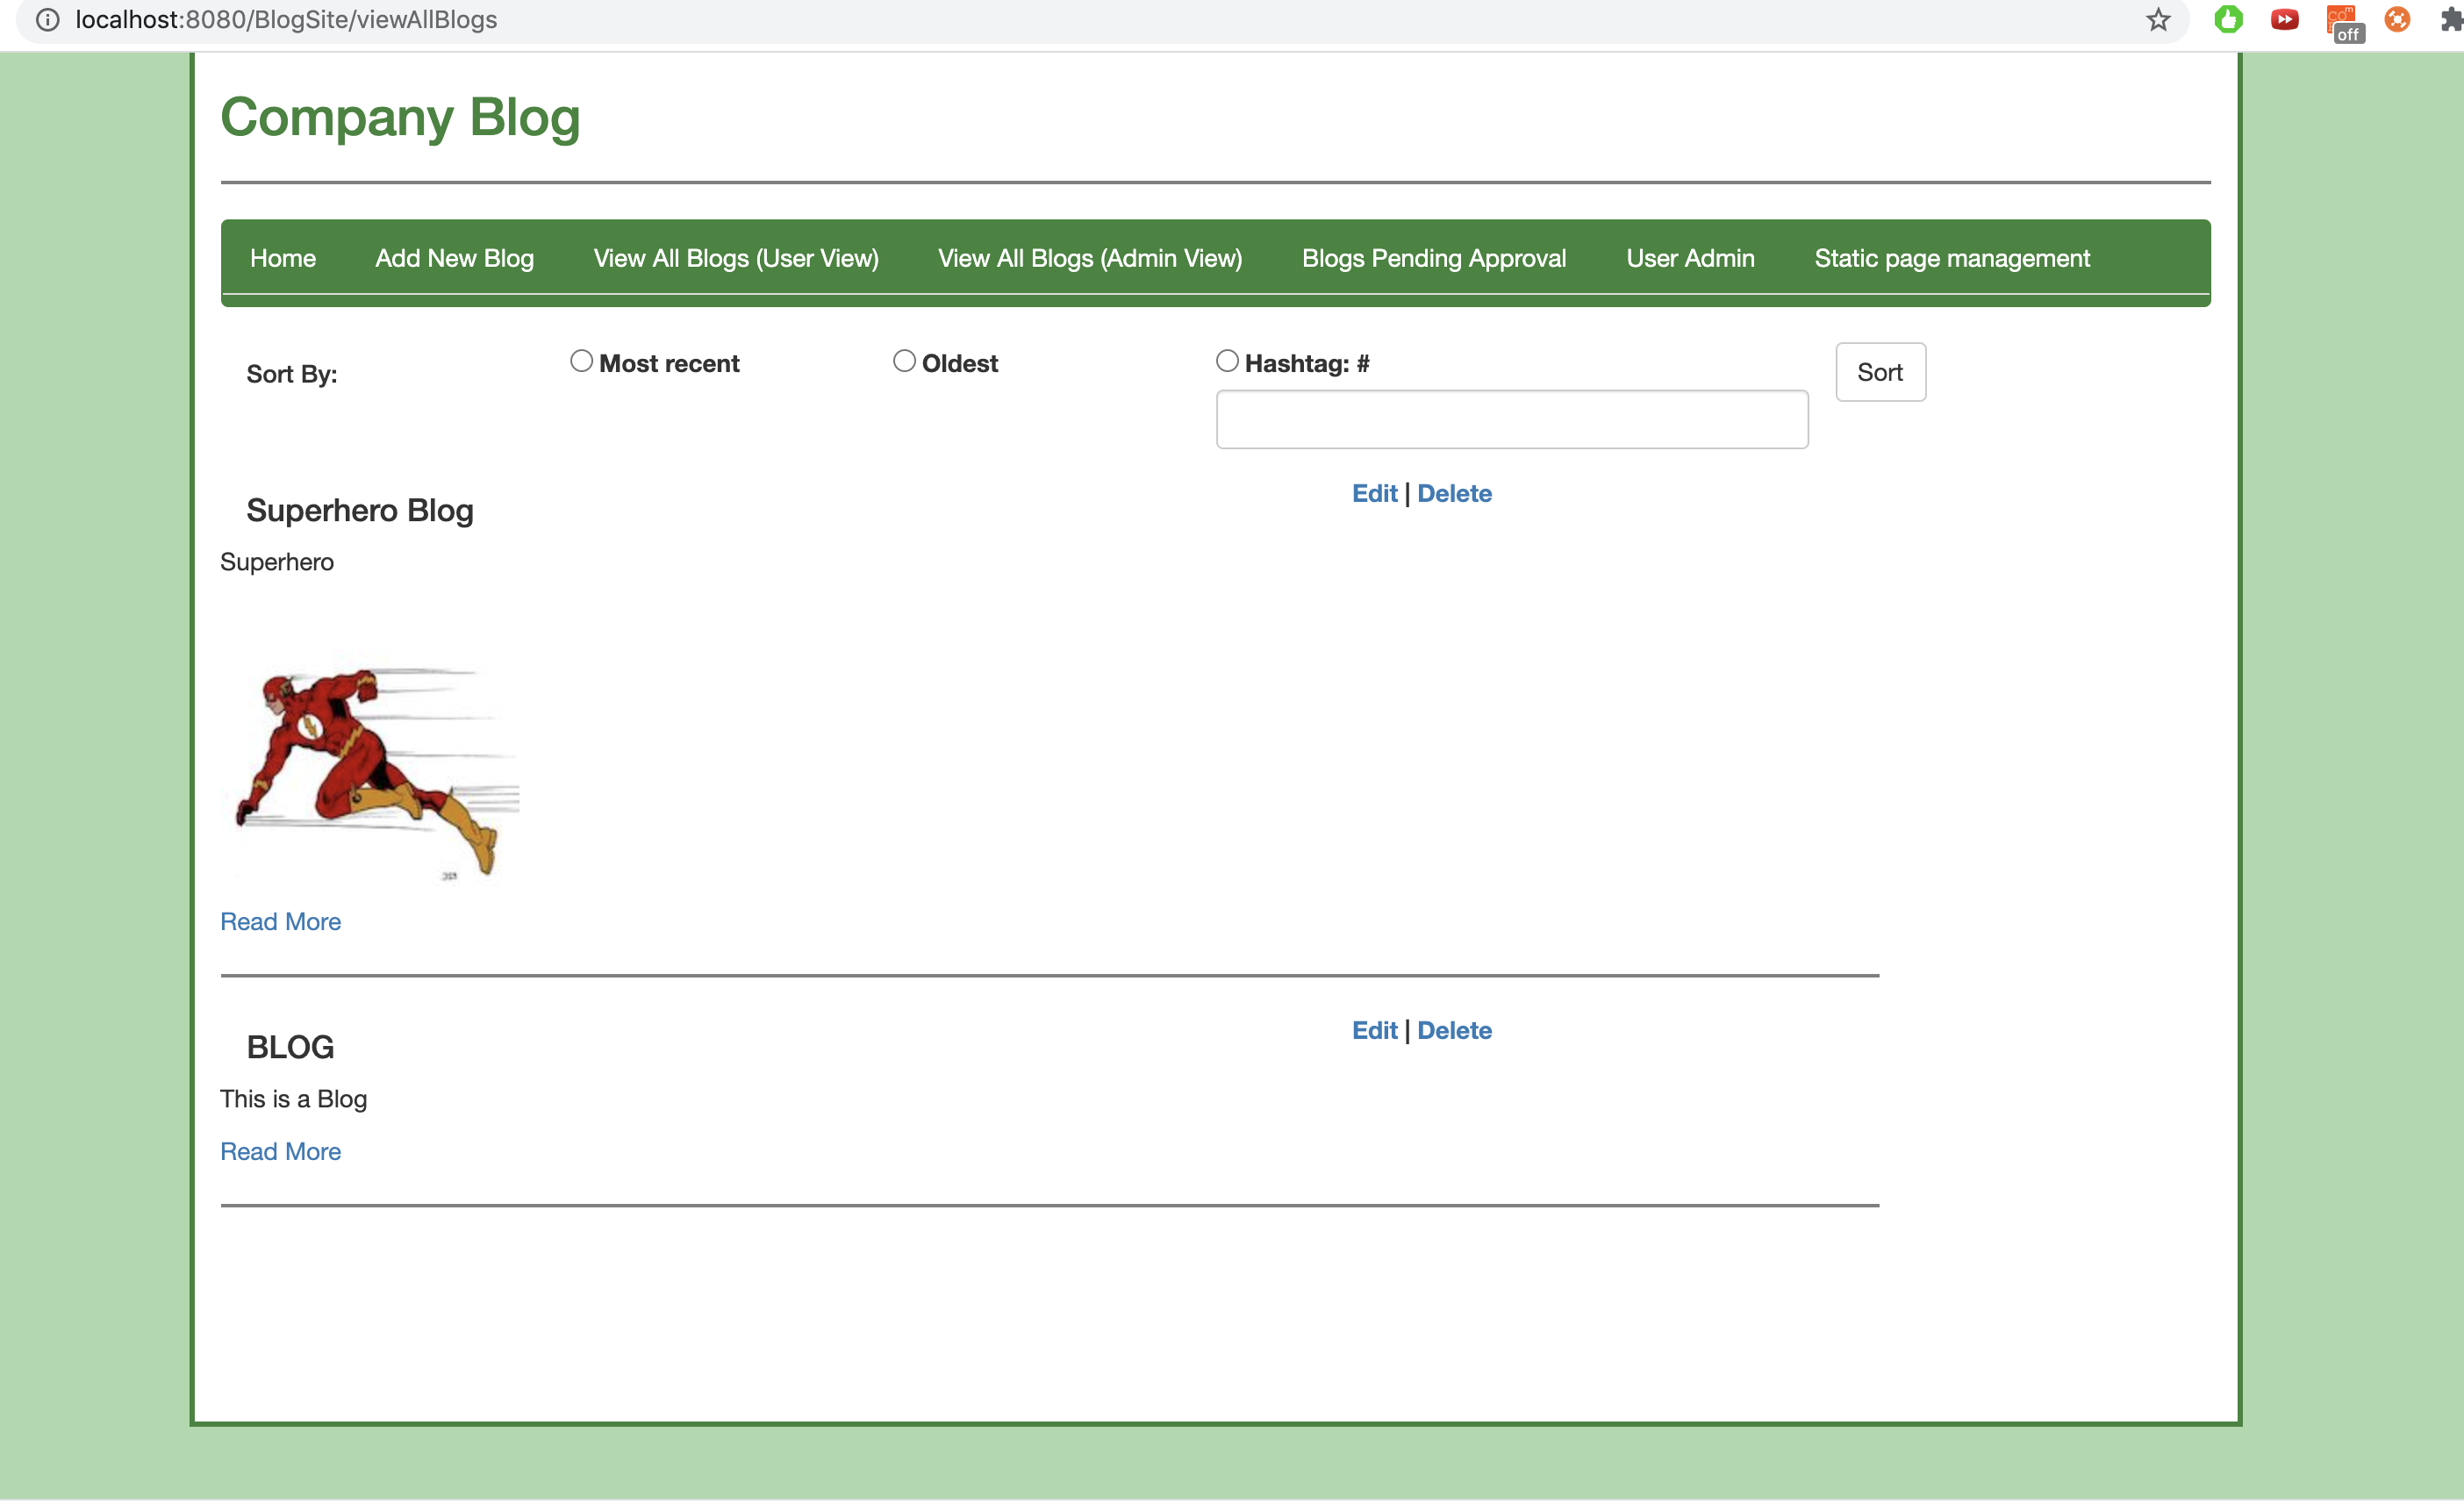 localhost:8080/BlogSite/viewAllBlogs
off
Company Blog
Home Add New Blog View All Blogs (User View) View All Blogs (Admin View) Blogs Pending Approval User Admin Static page management
Sort By: Most recent Oldest Hashtag: # Sort
Superhero Blog Edit | Delete
Superhero
Read More
BLOG Edit | Delete
This is a Blog
Read More